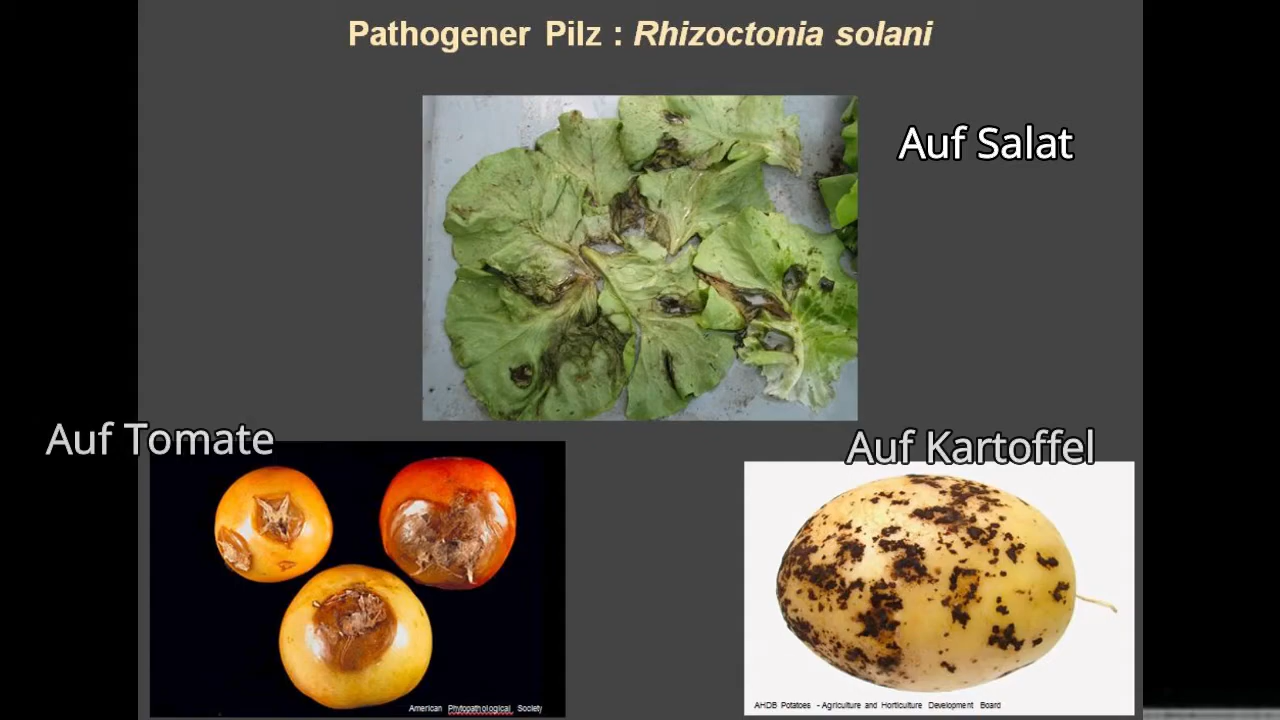 Pathogener Pilz : Rhizoctonia solani
Auf Salat
Auf Tomate
Auf Kartoffel
American Phytopathological Society
AHDB Potatoes - Agriculture and Horticulture Development Board